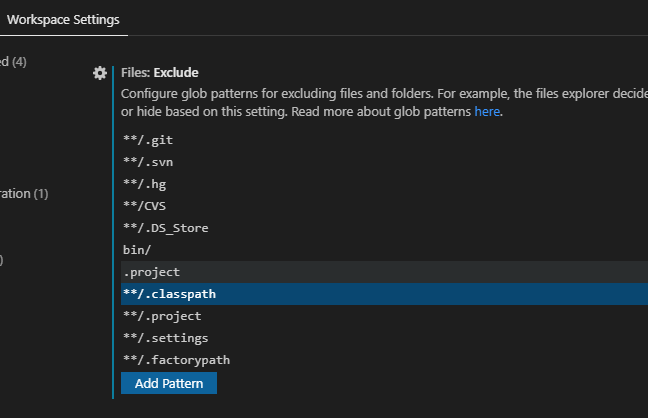 Workspace Settings
d (4)
Files: Exclude
Configure glob patterns for excluding files and folders. For example, the files explorer decide
or hide based on this setting. Read more about glob patterns here.
**/.git
**/.svn
**/.hg
ration (1)
**/CVS
**/.DS_Store
bin/
)
.project
**/.classpath
**/.project
**/.settings
**/.factorypath
Add Pattern